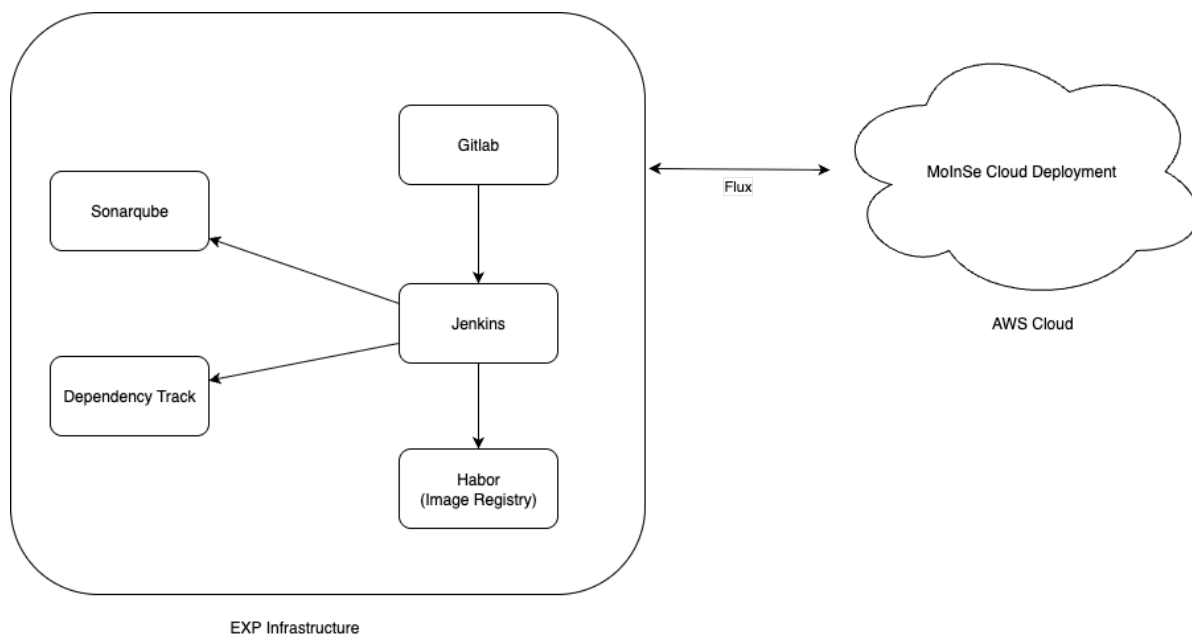 Gitlab
Sonarqube
Jenkins
Dependency Track
Habor
(Image Registry)
EXP Infrastructure
Flux
MoInSe Cloud Deployment
AWS Cloud